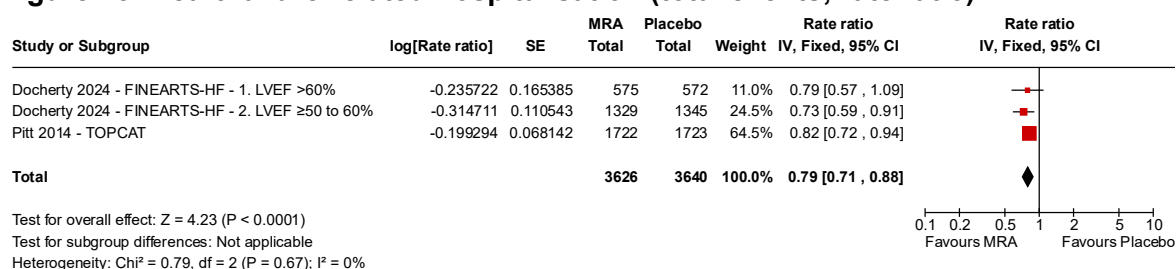 MRA Placebo Rate ratio Rate ratio
Study or Subgroup log[Rate ratio] SE Total Total Weight IV, Fixed, 95% CI IV, Fixed, 95% CI
Docherty 2024 - FINEARTS-HF - 1. LVEF >60% -0.235722 0.165385 575 572 11.0% 0.79 [0.57 , 1.09]
Docherty 2024 - FINEARTS-HF - 2. LVEF ≥50 to 60% -0.314711 0.110543 1329 1345 24.5% 0.73 [0.59 , 0.91]
Pitt 2014 - TOPCAT -0.199294 0.068142 1722 1723 64.5% 0.82 [0.72 , 0.94]
Total 3626 3640 100.0% 0.79 [0.71 , 0.88]
Test for overall effect: Z = 4.23 (P < 0.0001) 0.1 0.2 0.5 1 2 5 10
Test for subgroup differences: Not applicable Favours MRA Favours Placebo
Heterogeneity: Chi² = 0.79, df = 2 (P = 0.67); I² = 0%